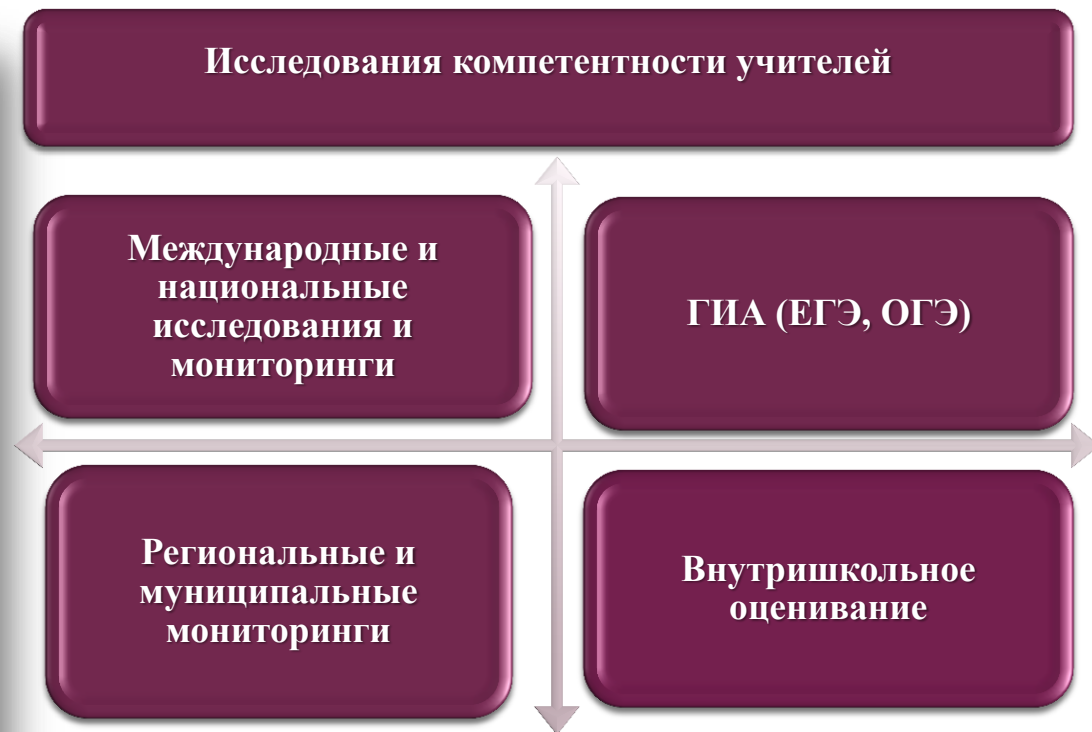 Исследования компетентности учителей
Международные и
национальные
исследования и
мониторинги
ГИА (ЕГЭ, ОГЭ)
Региональные и
муниципальные
мониторинги
Внутришкольное
оценивание